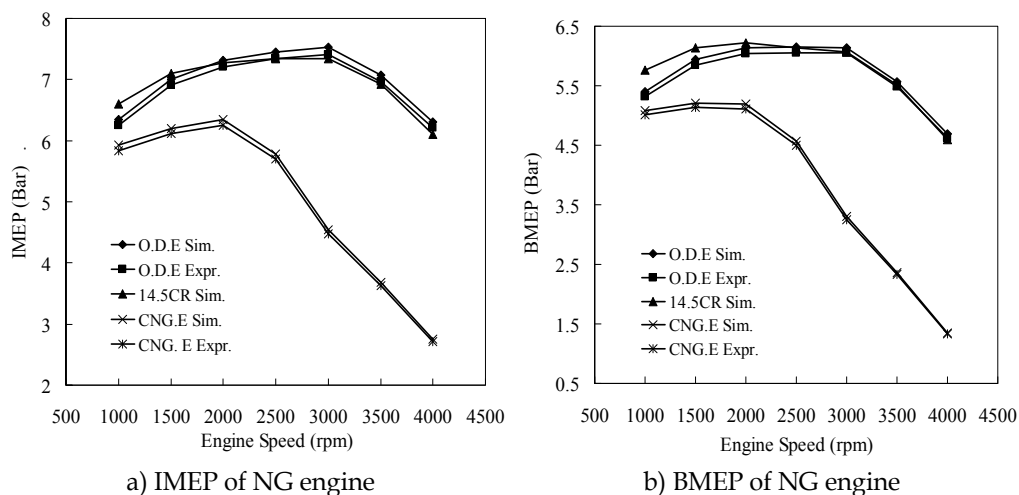 8
7
6
5
4
3
2
IMEP (Bar) .
O.D.E Sim.
O.D.E Expr.
14.5CR Sim.
CNG.E Sim.
CNG. E Expr.
500 1000 1500 2000 2500 3000 3500 4000 4500
Engine Speed (rpm)
a) IMEP of NG engine
6.5
5.5
4.5
3.5
2.5
1.5
0.5
BMEP (Bar)
O.D.E Sim.
O.D.E Expr.
14.5CR Sim.
CNG.E Sim.
CNG.E Expr.
500 1000 1500 2000 2500 3000 3500 4000 4500
Engine Speed (rpm)
b) BMEP of NG engine